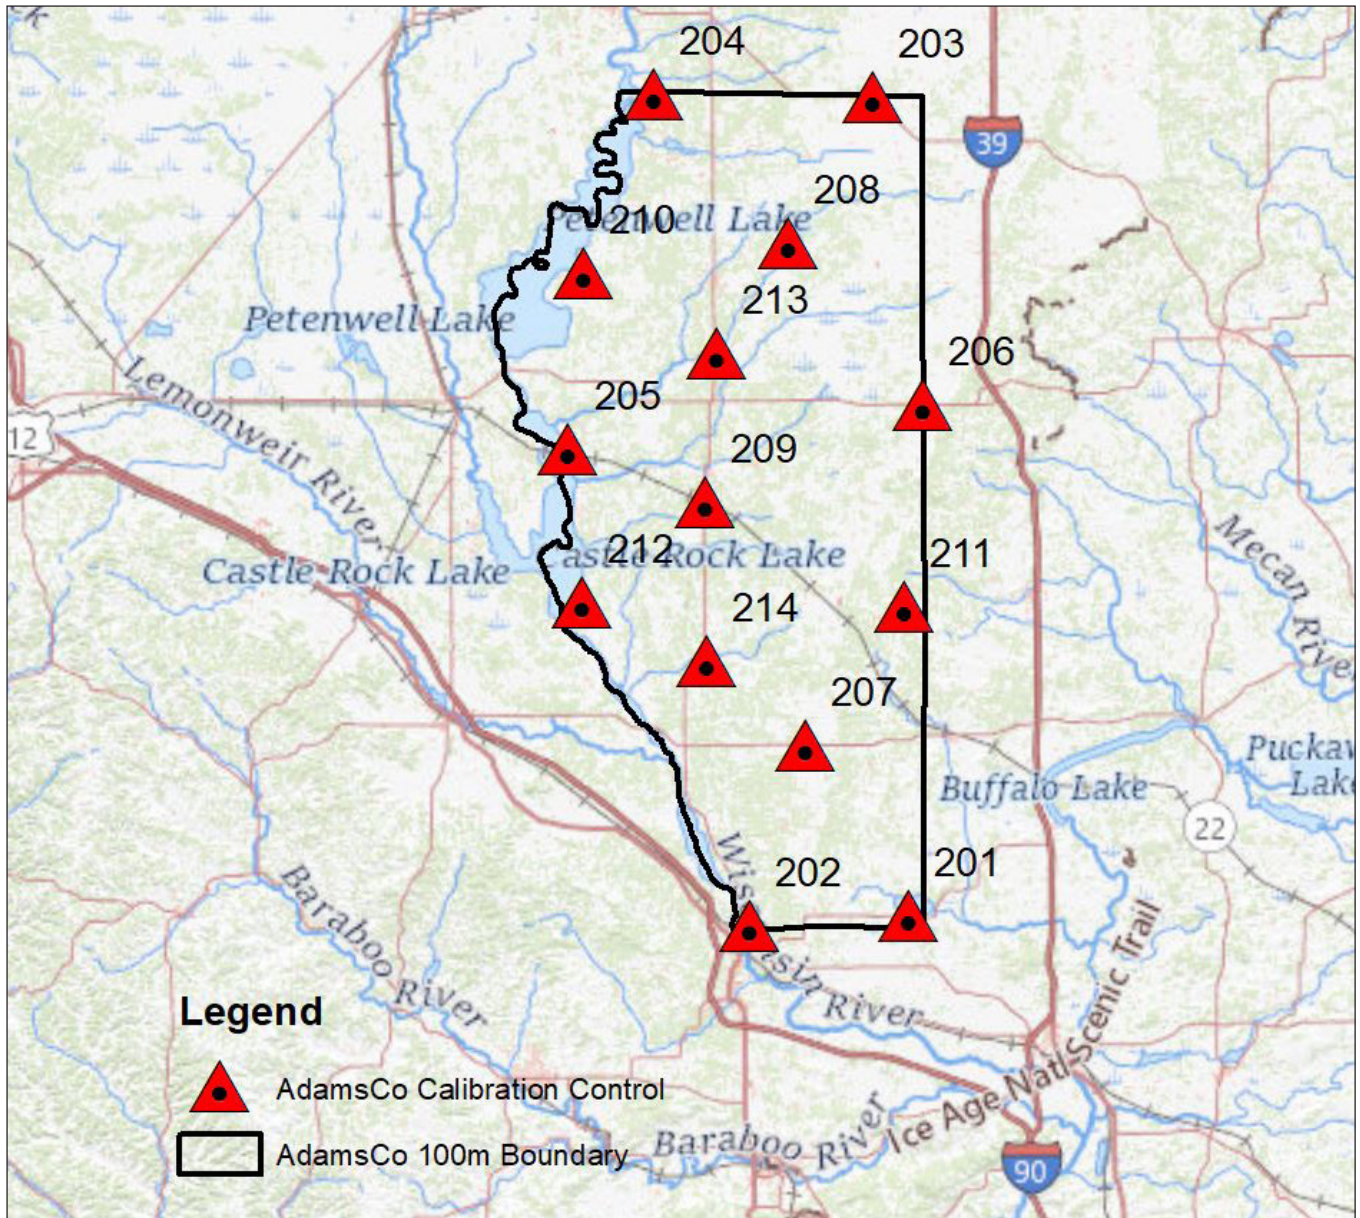 ck
204
203
39
208
210
Petenwell Lake
213
Petenwell Lake
206
205
Lemonweir River
12
209
Mecan River
212
Castle Rock Lake
211
Castle Rock Lake
214
207
Puckaw
Lake
Buffalo Lake
22
Wisconsin River
202
201
Baraboo River
Ice Age Natl Scenic Trail
Legend
AdamsCo Calibration Control
AdamsCo 100m Boundary
Baraboo River
90